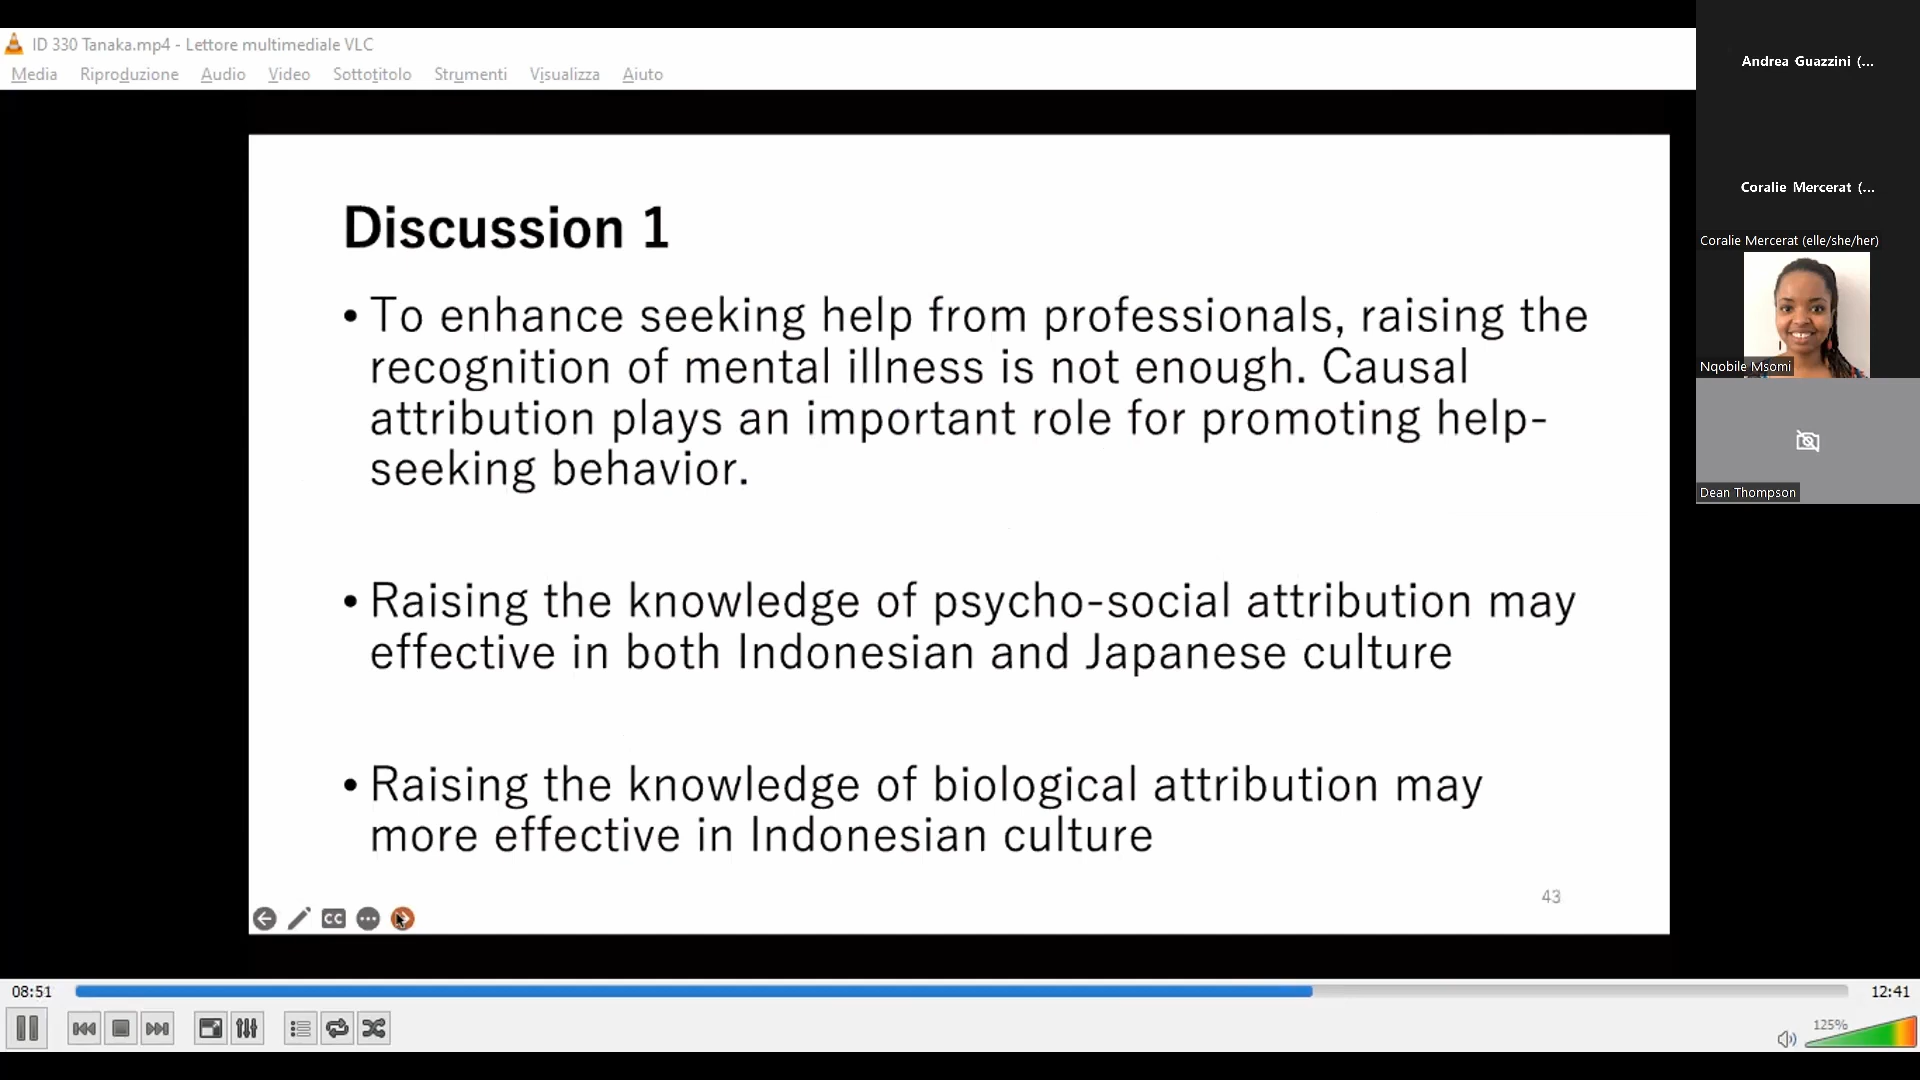 ID 330 Tanaka.mp4 - Lettore multimediale VLC
Media Riproduzione Audio Video Sottotitolo Strumenti Visualizza Aiuto
Discussion 1
• To enhance seeking help from professionals, raising the
recognition of mental illness is not enough. Causal
attribution plays an important role for promoting help-
seeking behavior.
• Raising the knowledge of psycho-social attribution may
effective in both Indonesian and Japanese culture
• Raising the knowledge of biological attribution may
more effective in Indonesian culture
43
CC
08:51
12:41
125%
Andrea Guazzini (...
Coralie Mercerat (...
Coralie Mercerat (elle/she/her)
Nqobile Msomi
Dean Thompson